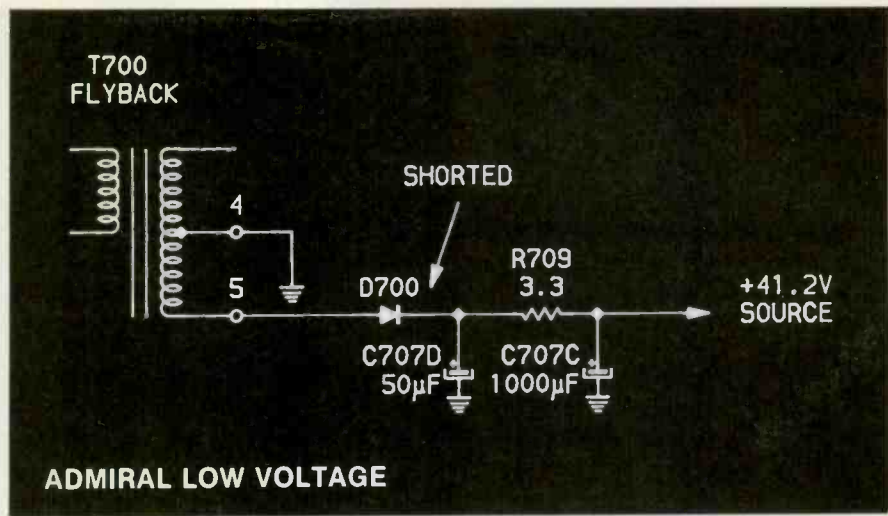 T700
FLYBACK
SHORTED
4
5
D700
R709
3.3
+41.2V
SOURCE
C707D
50µF
C707C
1000µF
ADMIRAL LOW VOLTAGE